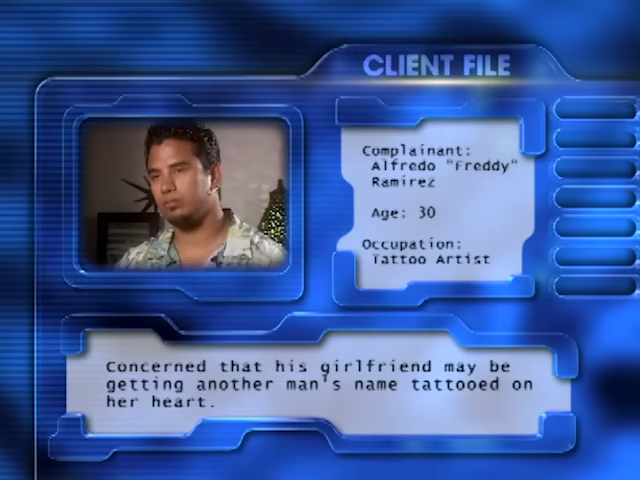 CLIENT FILE
Complainant:
Alfredo "Freddy"
Ramirez
Age: 30
Occupation:
Tattoo Artist
Concerned that his girlfriend may be
getting another man's name tattooed on
her heart.